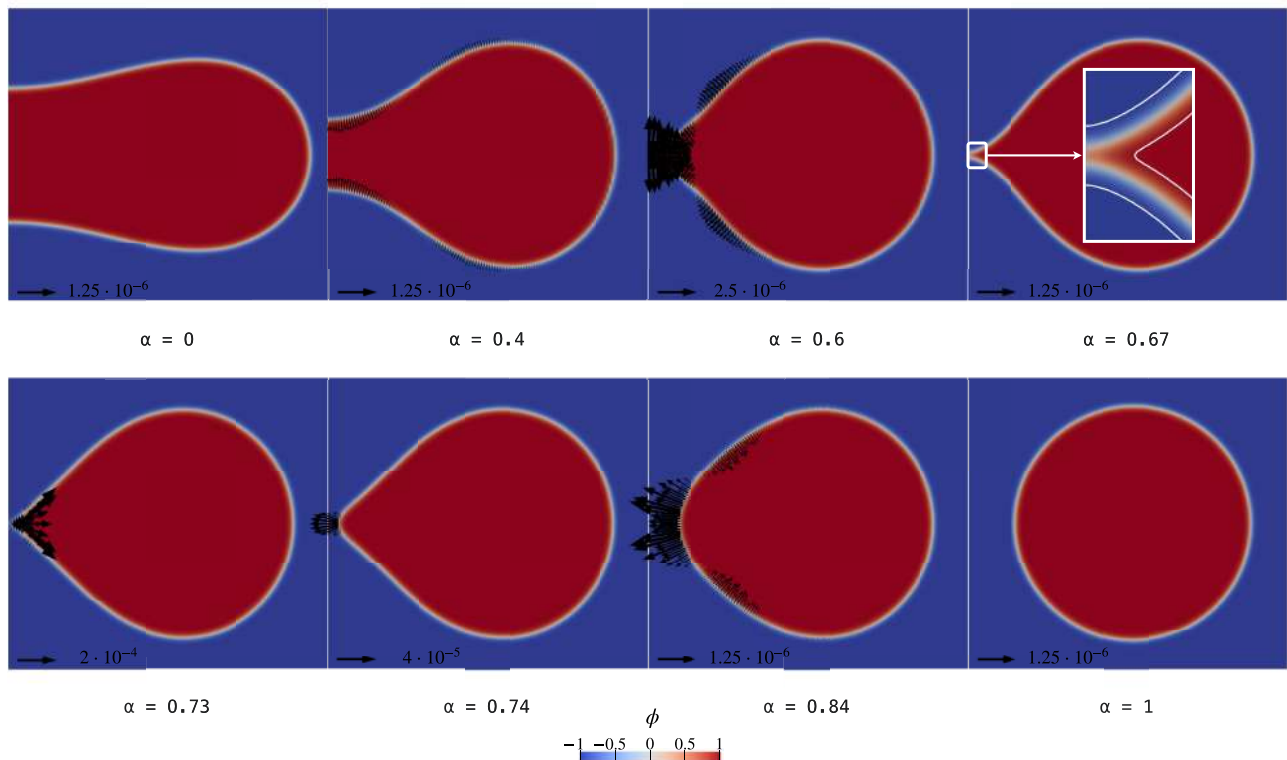 1.25 · 10⁻⁶ 1.25 · 10⁻⁶ 2.5 · 10⁻⁶ 1.25 · 10⁻⁶
α = 0 α = 0.4 α = 0.6 α = 0.67
2 · 10⁻⁴ 4 · 10⁻⁵ 1.25 · 10⁻⁶ 1.25 · 10⁻⁶
α = 0.73 α = 0.74 α = 0.84 α = 1
ϕ
−1 −0.5 0 0.5 1